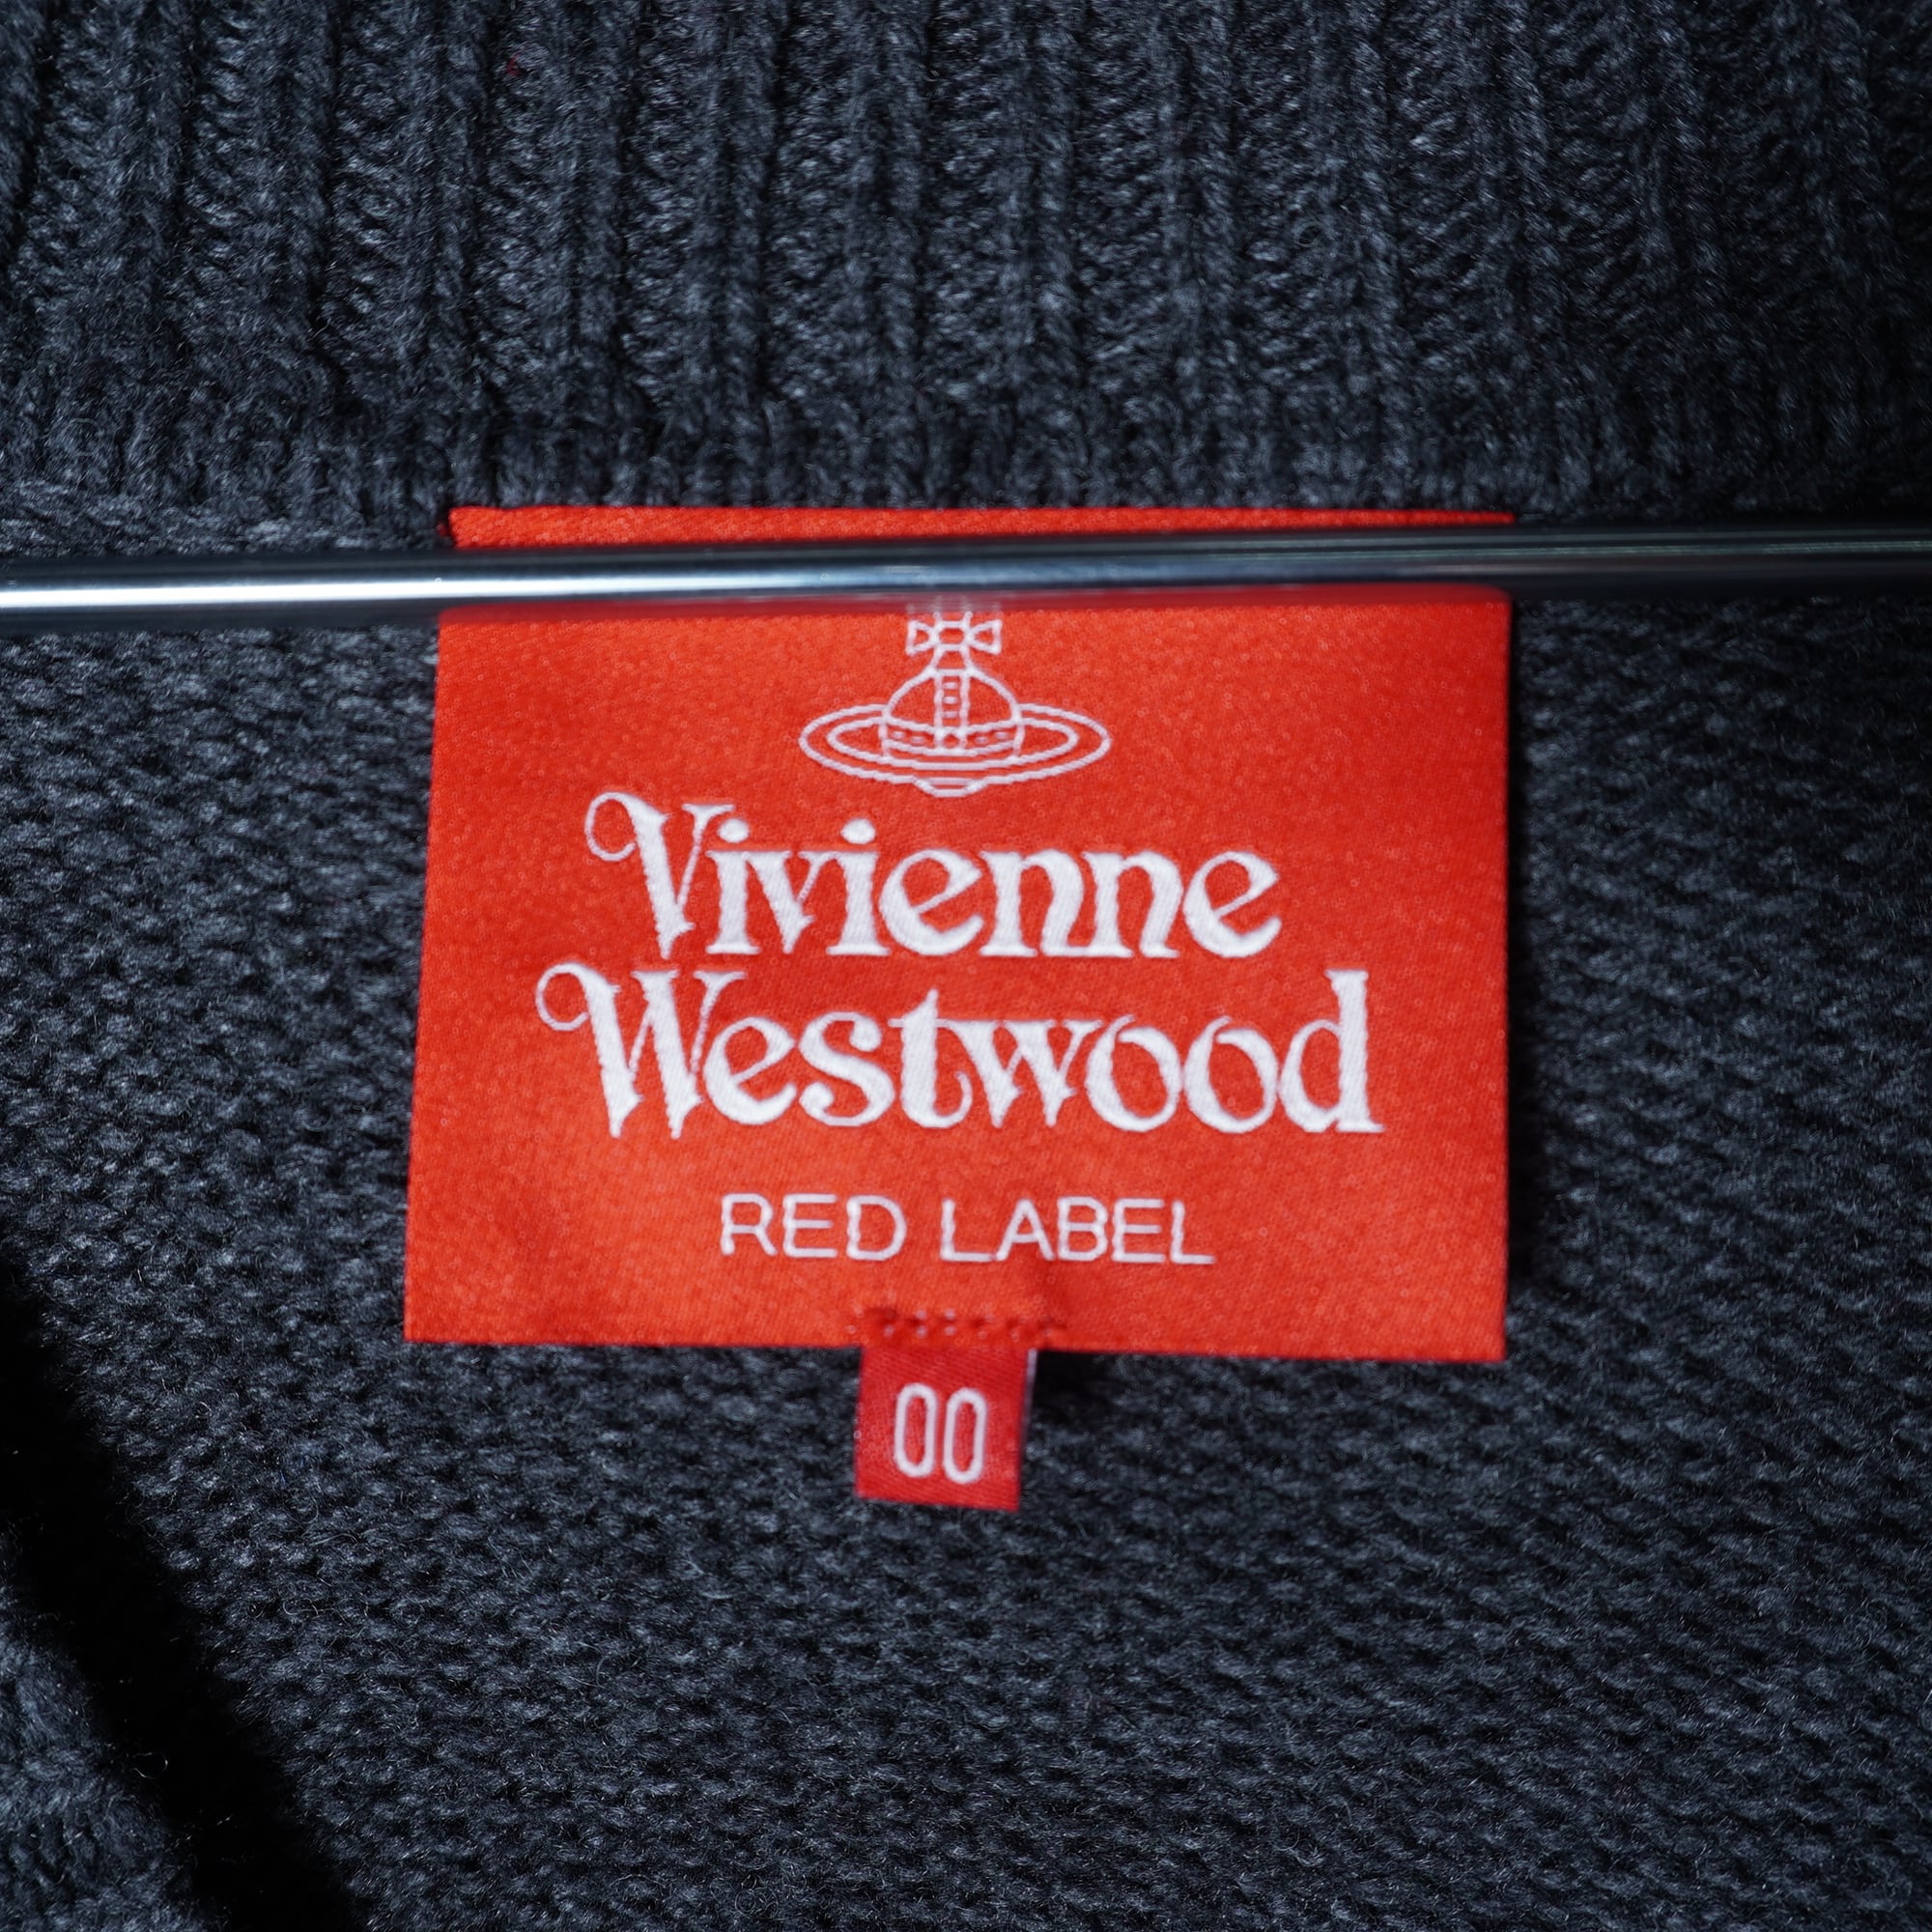 Vivienne
Westwood
RED LABEL
00